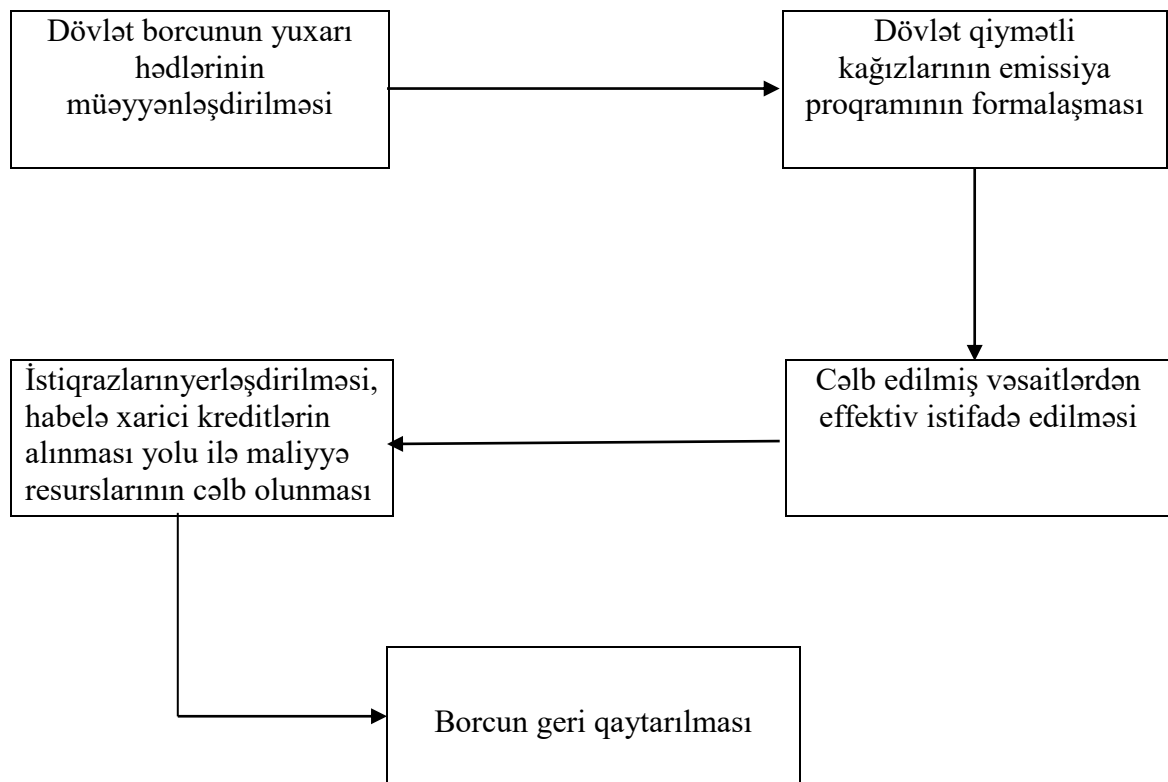 Dövlət borcunun yuxarı
hədlərinin
müəyyənləşdirilməsi
Dövlət qiymətli
kağızlarının emissiya
proqramının formalaşması
Cəlb edilmiş vəsaitlərdən
effektiv istifadə edilməsi
İstiqrazlarınyerləşdirilməsi,
habelə xarici kreditlərin
alınması yolu ilə maliyyə
resurslarının cəlb olunması
Borcun geri qaytarılması